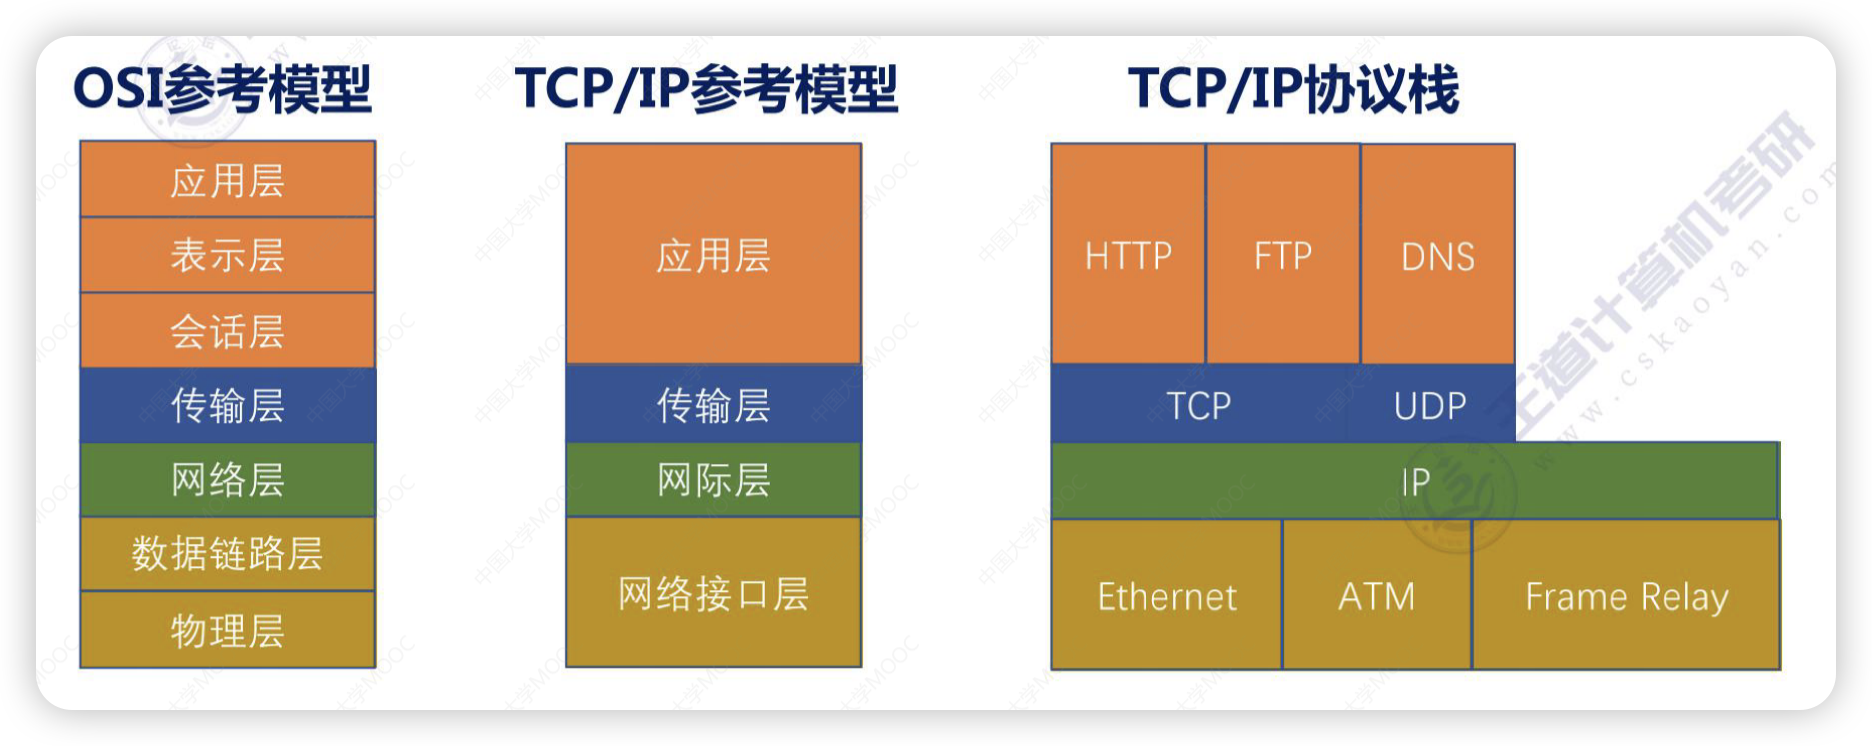 OSI参考模型
应用层
表示层
会话层
传输层
网络层
数据链路层
物理层
TCP/IP参考模型
应用层
传输层
网际层
网络接口层
TCP/IP协议栈
HTTP FTP DNS
TCP UDP
IP
Ethernet ATM Frame Relay
王道计算机考研
www.cskaoyan.com
中国大学MOOC